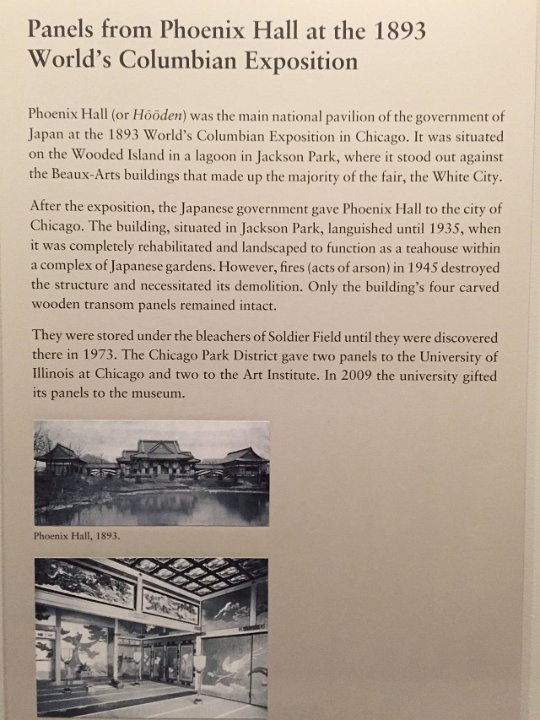 Panels from Phoenix Hall at the 1893
World's Columbian Exposition
Phoenix Hall (or Hōōden) was the main national pavilion of the government of
Japan at the 1893 World's Columbian Exposition in Chicago. It was situated
on the Wooded Island in a lagoon in Jackson Park, where it stood out against
the Beaux-Arts buildings that made up the majority of the fair, the White City.
After the exposition, the Japanese government gave Phoenix Hall to the city of
Chicago. The building, situated in Jackson Park, languished until 1935, when
it was completely rehabilitated and landscaped to function as a teahouse within
a complex of Japanese gardens. However, fires (acts of arson) in 1945 destroyed
the structure and necessitated its demolition. Only the building's four carved
wooden transom panels remained intact.
They were stored under the bleachers of Soldier Field until they were discovered
there in 1973. The Chicago Park District gave two panels to the University of
Illinois at Chicago and two to the Art Institute. In 2009 the university gifted
its panels to the museum.
Phoenix Hall, 1893.